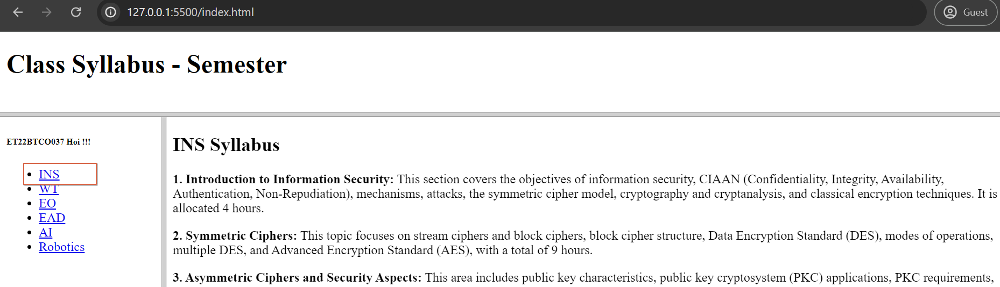 127.0.0.1:5500/index.html
Guest
Class Syllabus - Semester
ET22BTCO037 Hoi !!!
INS
WT
EO
EAD
AI
Robotics
INS Syllabus
1. Introduction to Information Security: This section covers the objectives of information security, CIAAN (Confidentiality, Integrity, Availability,
Authentication, Non-Repudiation), mechanisms, attacks, the symmetric cipher model, cryptography and cryptanalysis, and classical encryption techniques. It is
allocated 4 hours.
2. Symmetric Ciphers: This topic focuses on stream ciphers and block ciphers, block cipher structure, Data Encryption Standard (DES), modes of operations,
multiple DES, and Advanced Encryption Standard (AES), with a total of 9 hours.
3. Asymmetric Ciphers and Security Aspects: This area includes public key characteristics, public key cryptosystem (PKC) applications, PKC requirements,